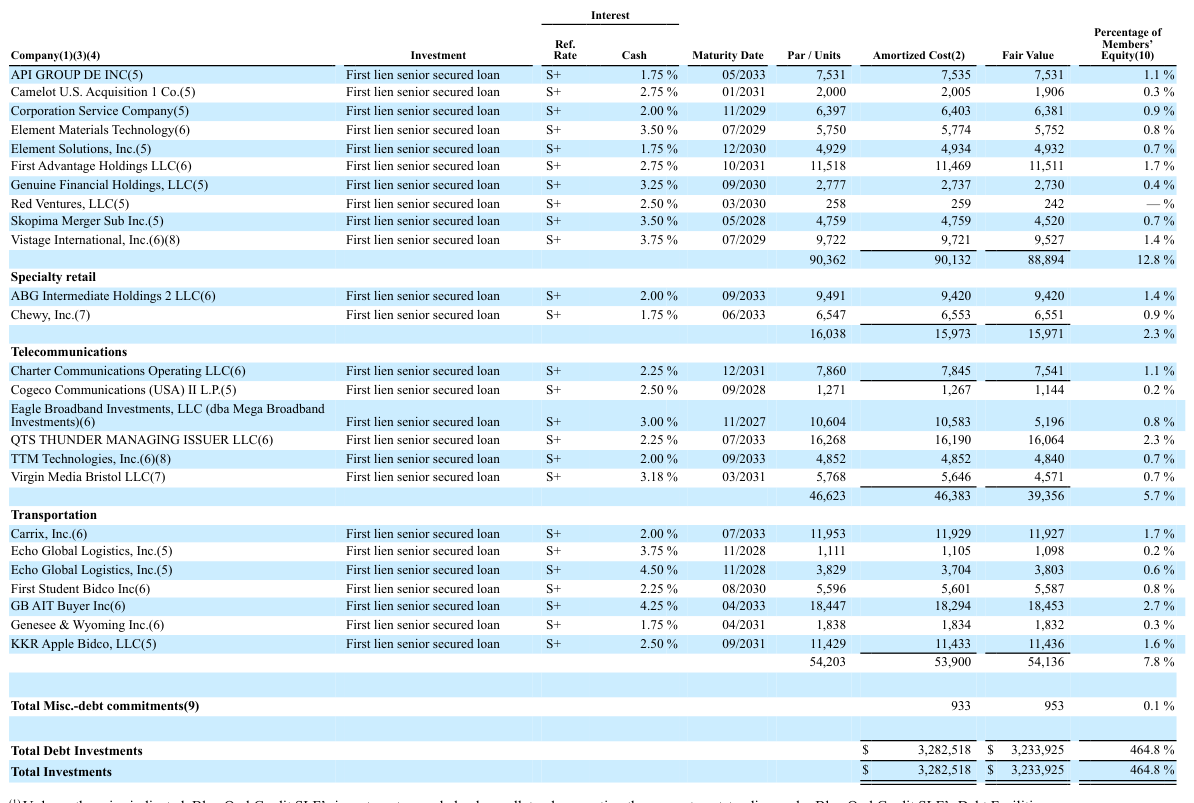 Interest
Company(1)(3)(4) Investment Ref. Rate Cash Maturity Date Par / Units Amortized Cost(2) Fair Value Percentage of Members' Equity(10)
API GROUP DE INC(5) First lien senior secured loan S+ 1.75 % 05/2033 7,531 7,535 7,531 1.1 %
Camelot U.S. Acquisition 1 Co.(5) First lien senior secured loan S+ 2.75 % 01/2031 2,000 2,005 1,906 0.3 %
Corporation Service Company(5) First lien senior secured loan S+ 2.00 % 11/2029 6,397 6,403 6,381 0.9 %
Element Materials Technology(6) First lien senior secured loan S+ 3.50 % 07/2029 5,750 5,774 5,752 0.8 %
Element Solutions, Inc.(5) First lien senior secured loan S+ 1.75 % 12/2030 4,929 4,934 4,932 0.7 %
First Advantage Holdings LLC(6) First lien senior secured loan S+ 2.75 % 10/2031 11,518 11,469 11,511 1.7 %
Genuine Financial Holdings, LLC(5) First lien senior secured loan S+ 3.25 % 09/2030 2,777 2,737 2,730 0.4 %
Red Ventures, LLC(5) First lien senior secured loan S+ 2.50 % 03/2030 258 259 242 — %
Skopima Merger Sub Inc.(5) First lien senior secured loan S+ 3.50 % 05/2028 4,759 4,759 4,520 0.7 %
Vistage International, Inc.(6)(8) First lien senior secured loan S+ 3.75 % 07/2029 9,722 9,721 9,527 1.4 %
90,362 90,132 88,894 12.8 %
Specialty retail
ABG Intermediate Holdings 2 LLC(6) First lien senior secured loan S+ 2.00 % 09/2033 9,491 9,420 9,420 1.4 %
Chewy, Inc.(7) First lien senior secured loan S+ 1.75 % 06/2033 6,547 6,553 6,551 0.9 %
16,038 15,973 15,971 2.3 %
Telecommunications
Charter Communications Operating LLC(6) First lien senior secured loan S+ 2.25 % 12/2031 7,860 7,845 7,541 1.1 %
Cogeco Communications (USA) II L.P.(5) First lien senior secured loan S+ 2.50 % 09/2028 1,271 1,267 1,144 0.2 %
Eagle Broadband Investments, LLC (dba Mega Broadband
Investments)(6) First lien senior secured loan S+ 3.00 % 11/2027 10,604 10,583 5,196 0.8 %
QTS THUNDER MANAGING ISSUER LLC(6) First lien senior secured loan S+ 2.25 % 07/2033 16,268 16,190 16,064 2.3 %
TTM Technologies, Inc.(6)(8) First lien senior secured loan S+ 2.00 % 09/2033 4,852 4,852 4,840 0.7 %
Virgin Media Bristol LLC(7) First lien senior secured loan S+ 3.18 % 03/2031 5,768 5,646 4,571 0.7 %
46,623 46,383 39,356 5.7 %
Transportation
Carrix, Inc.(6) First lien senior secured loan S+ 2.00 % 07/2033 11,953 11,929 11,927 1.7 %
Echo Global Logistics, Inc.(5) First lien senior secured loan S+ 3.75 % 11/2028 1,111 1,105 1,098 0.2 %
Echo Global Logistics, Inc.(5) First lien senior secured loan S+ 4.50 % 11/2028 3,829 3,704 3,803 0.6 %
First Student Bidco Inc(6) First lien senior secured loan S+ 2.25 % 08/2030 5,596 5,601 5,587 0.8 %
GB AIT Buyer Inc(6) First lien senior secured loan S+ 4.25 % 04/2033 18,447 18,294 18,453 2.7 %
Genesee & Wyoming Inc.(6) First lien senior secured loan S+ 1.75 % 04/2031 1,838 1,834 1,832 0.3 %
KKR Apple Bidco, LLC(5) First lien senior secured loan S+ 2.50 % 09/2031 11,429 11,433 11,436 1.6 %
54,203 53,900 54,136 7.8 %
Total Misc.-debt commitments(9) 933 953 0.1 %
Total Debt Investments $ 3,282,518 $ 3,233,925 464.8 %
Total Investments $ 3,282,518 $ 3,233,925 464.8 %